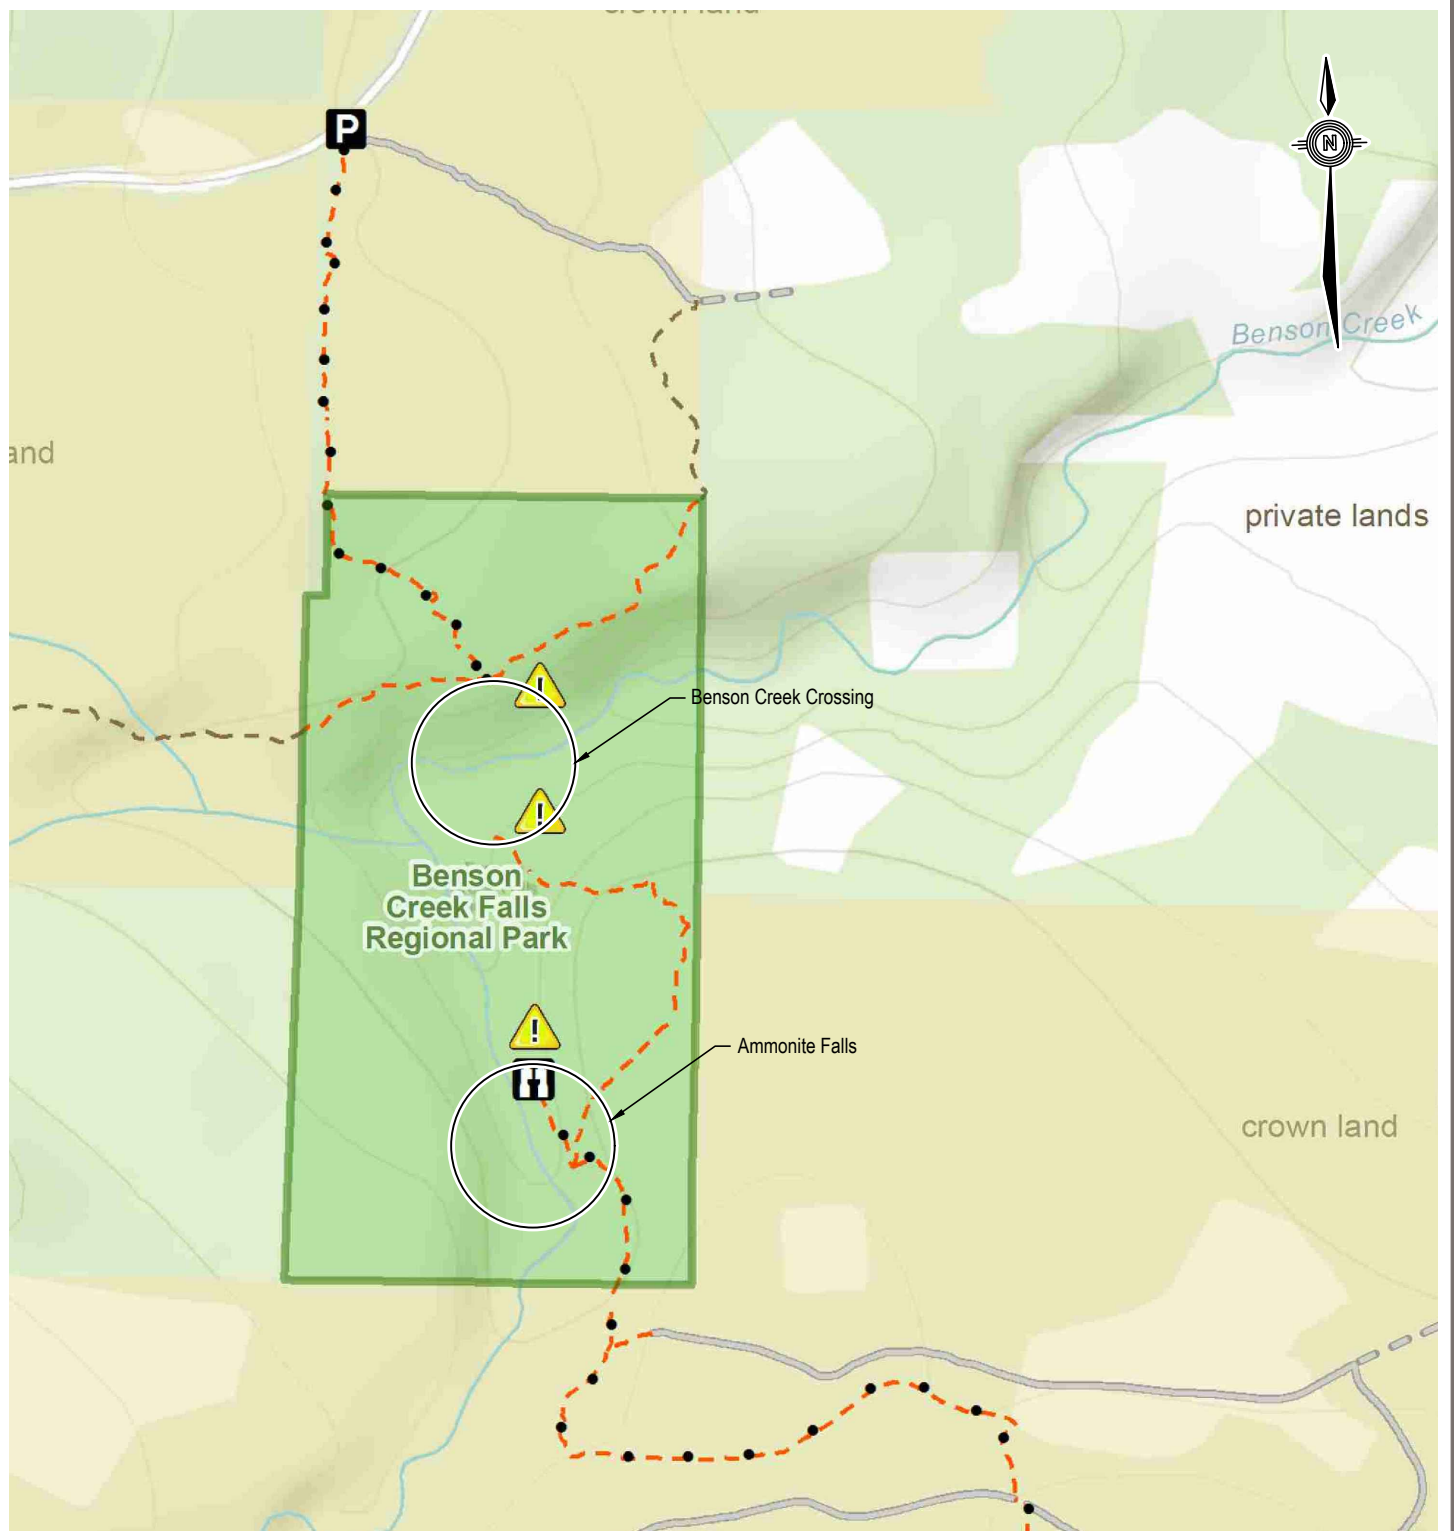 P
N
Benson Creek
and
private lands
!
Benson Creek Crossing
!
Benson
Creek Falls
Regional Park
!
Ammonite Falls
crown land